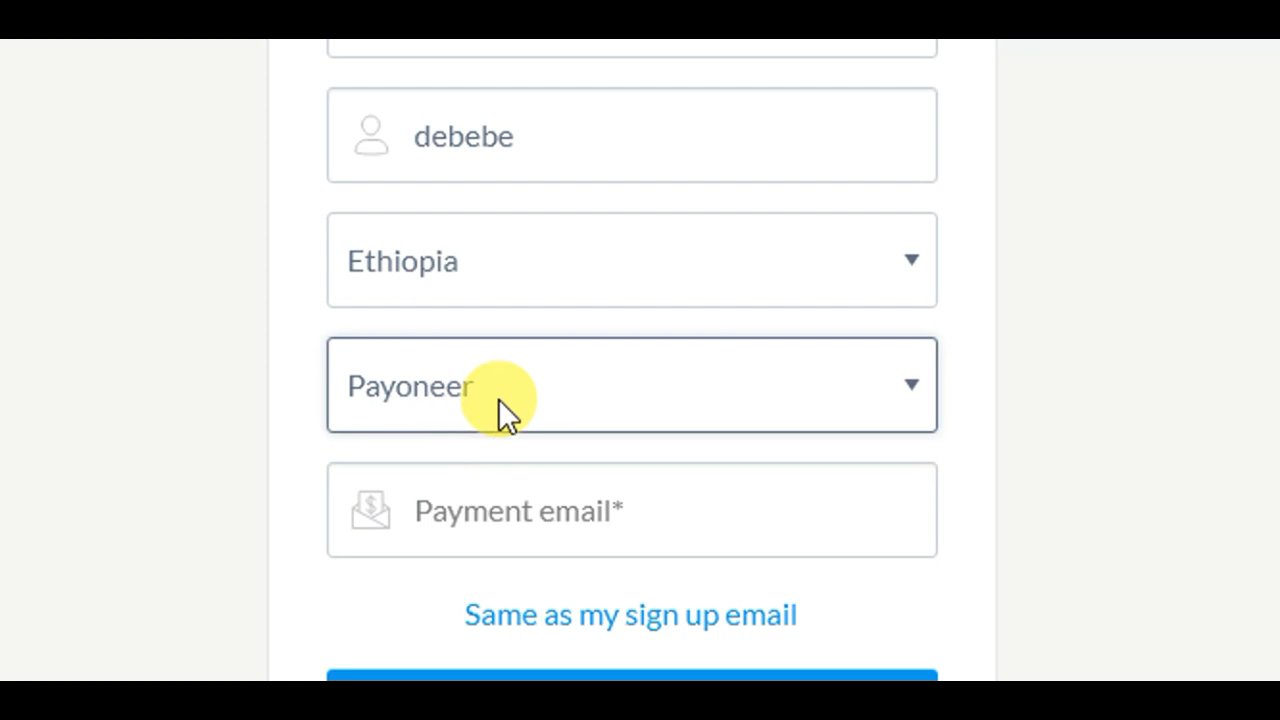 debebe
Ethiopia
Payoneer
Payment email*
Same as my sign up email